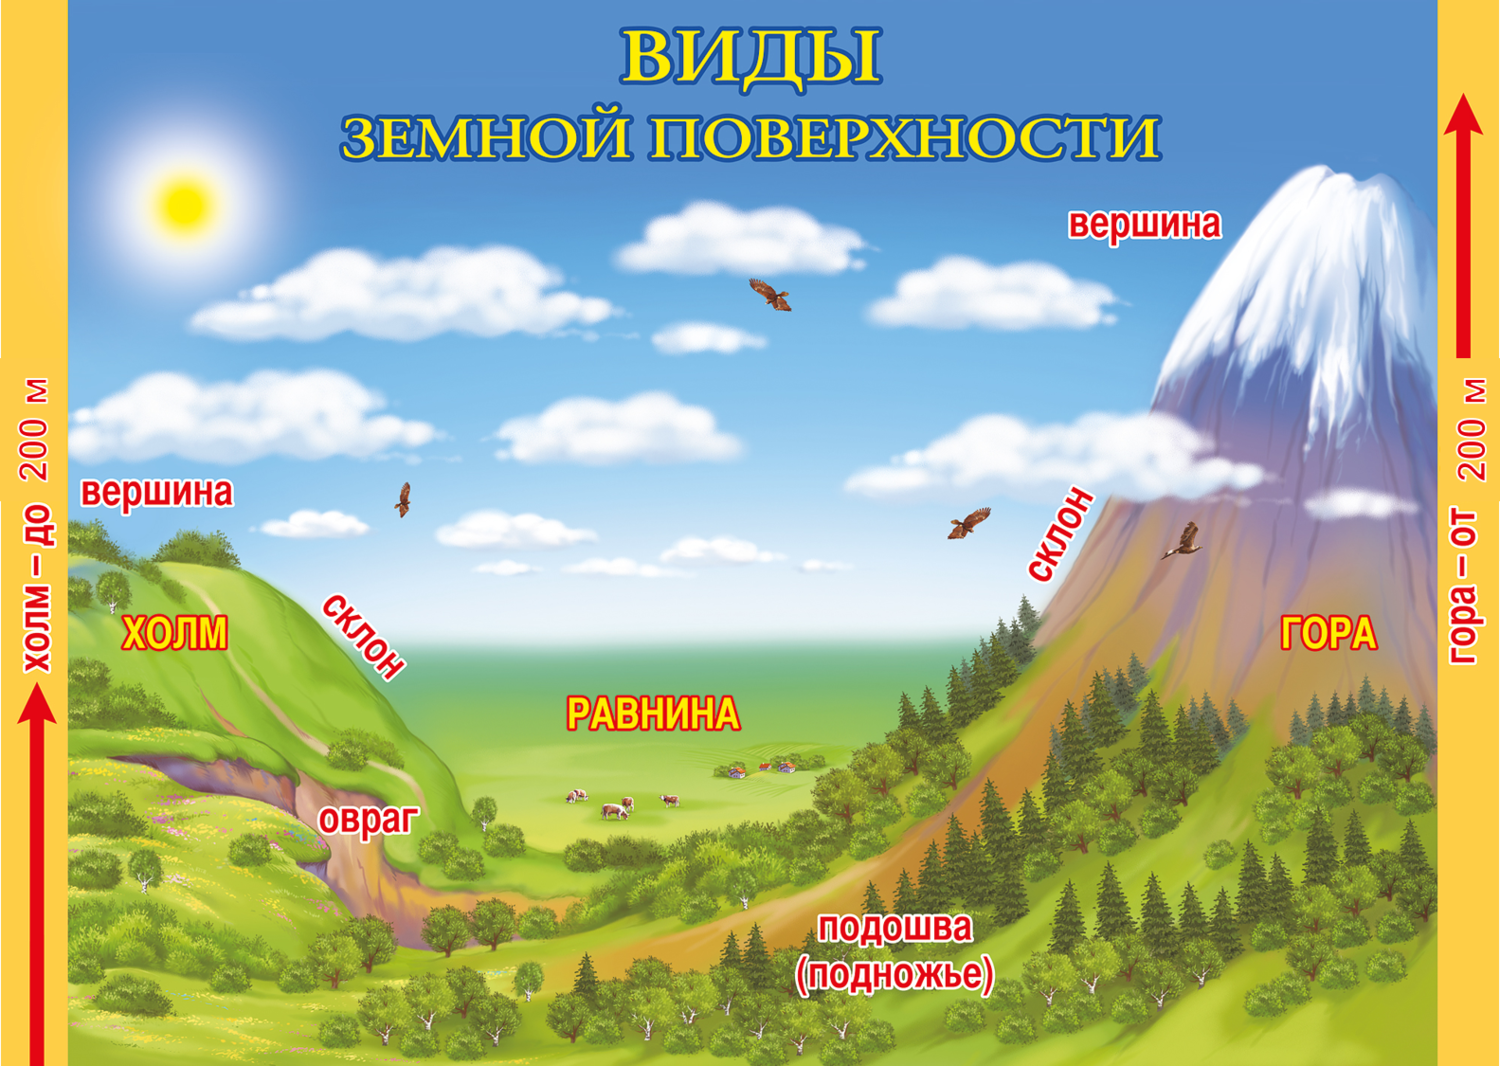 ВИДЫ
ЗЕМНОЙ ПОВЕРХНОСТИ
вершина
холм – до 200 м
гора – от 200 м
вершина
склон
склон
ХОЛМ
ГОРА
РАВНИНА
овраг
подошва
(подножье)